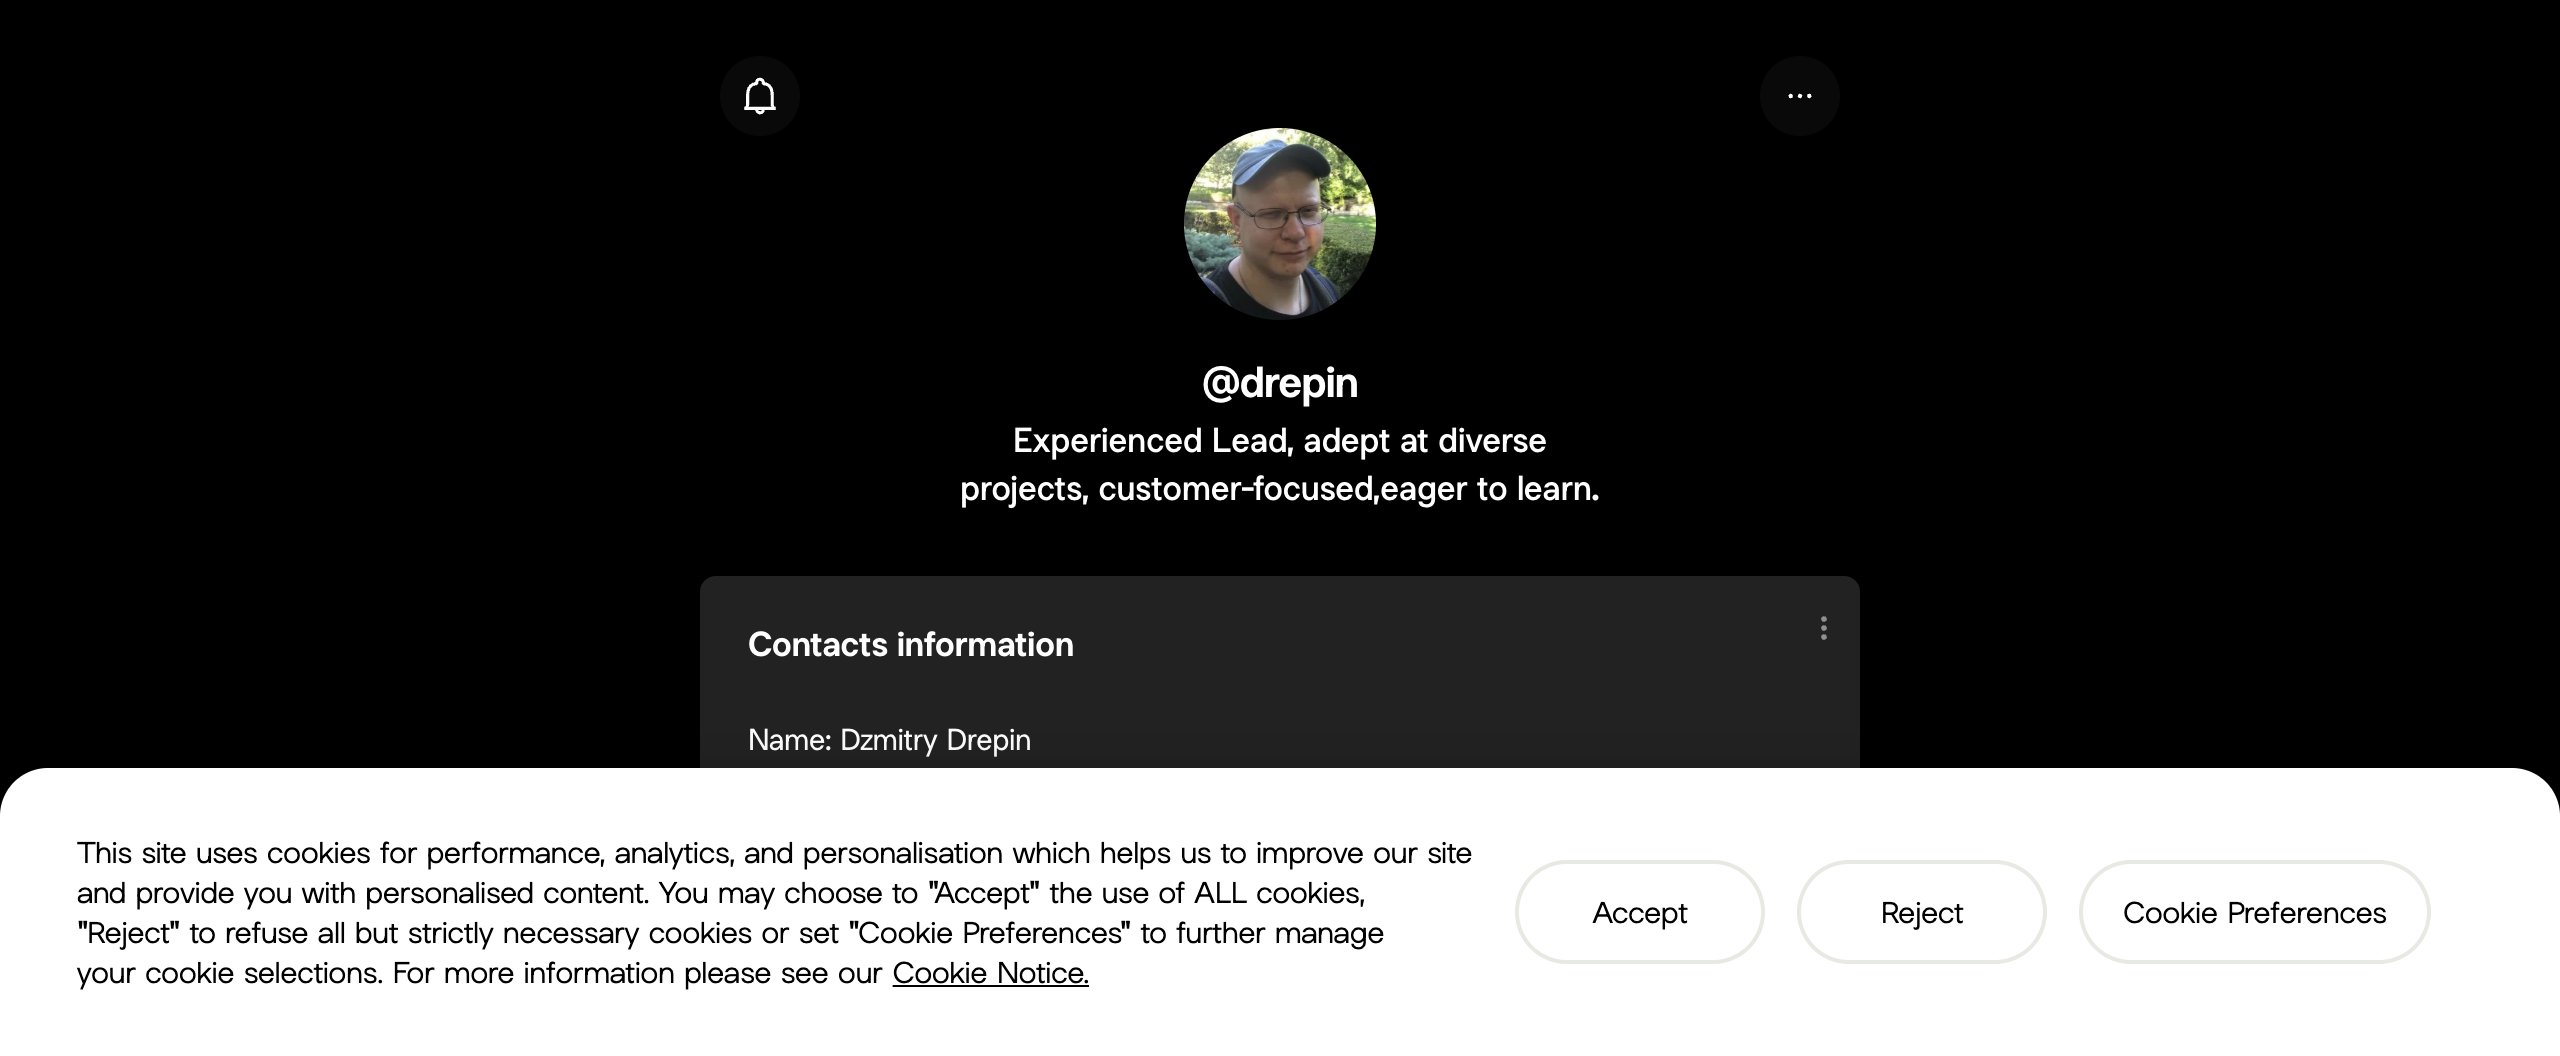 @drepin
Experienced Lead, adept at diverse
projects, customer-focused,eager to learn.
Contacts information
Name: Dzmitry Drepin
This site uses cookies for performance, analytics, and personalisation which helps us to improve our site
and provide you with personalised content. You may choose to "Accept" the use of ALL cookies,
"Reject" to refuse all but strictly necessary cookies or set "Cookie Preferences" to further manage
your cookie selections. For more information please see our Cookie Notice.
Accept
Reject
Cookie Preferences